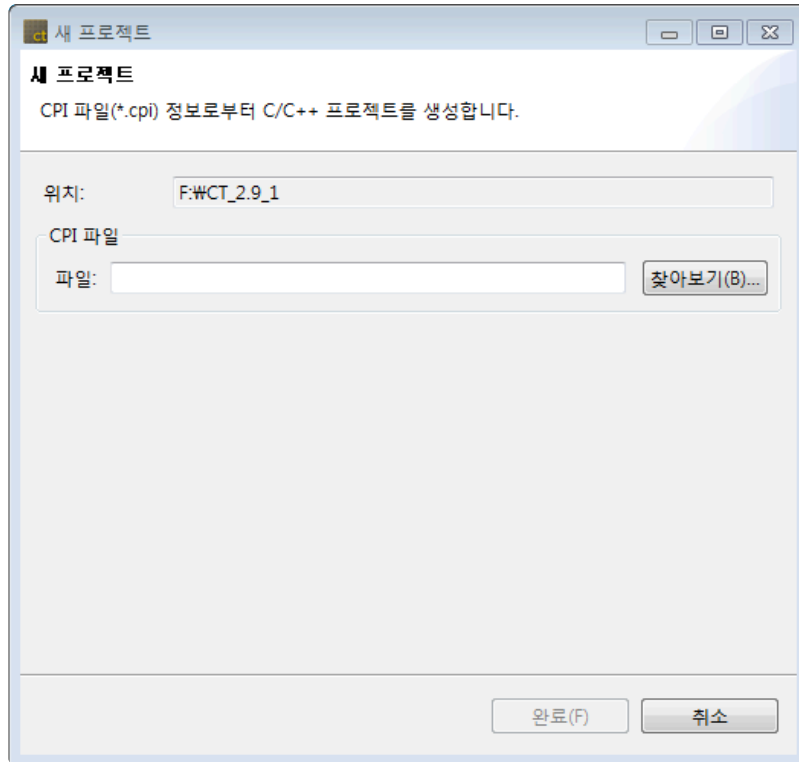 ct 새 프로젝트
새 프로젝트
CPI 파일(*.cpi) 정보로부터 C/C++ 프로젝트를 생성합니다.
위치: F:₩CT_2.9_1
CPI 파일
파일: 찾아보기(B)...
완료(F) 취소